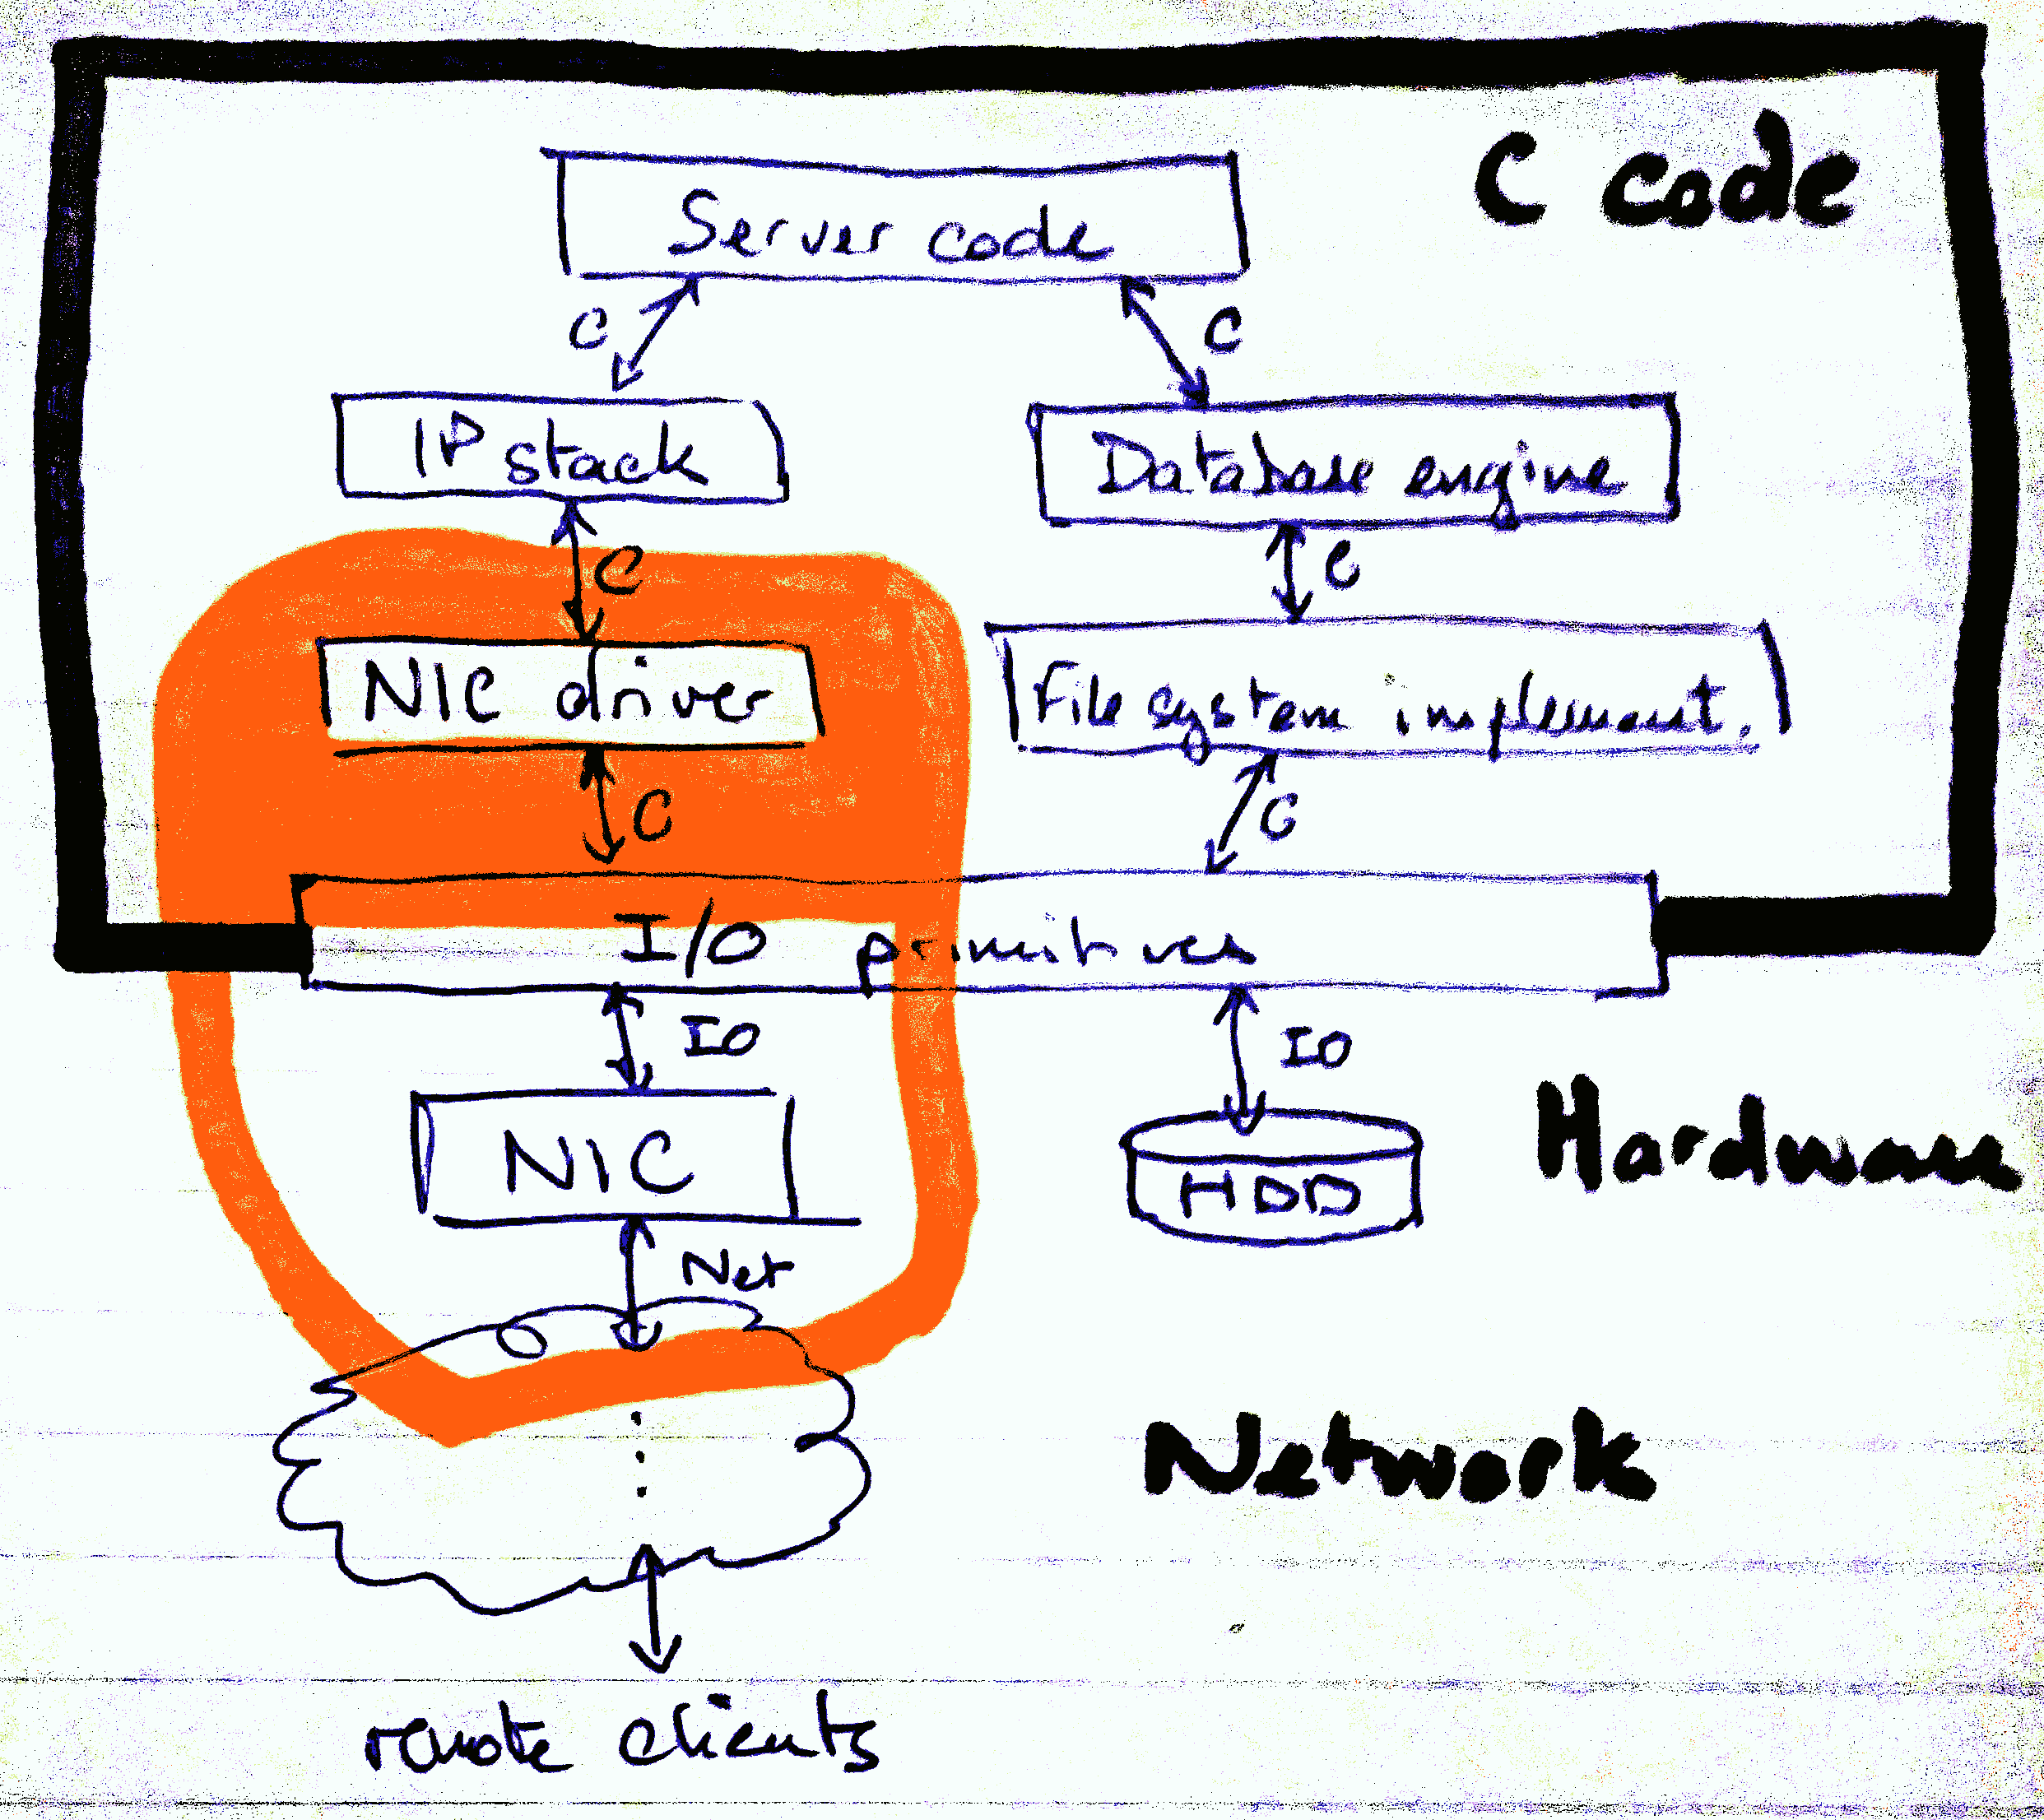 C code
Server code
C C
IP stack
Database engine
C C
NIC driver
File system implement.
C C
I/O primitives
IO IO
NIC
HDD
Hardware
Net
Network
remote clients